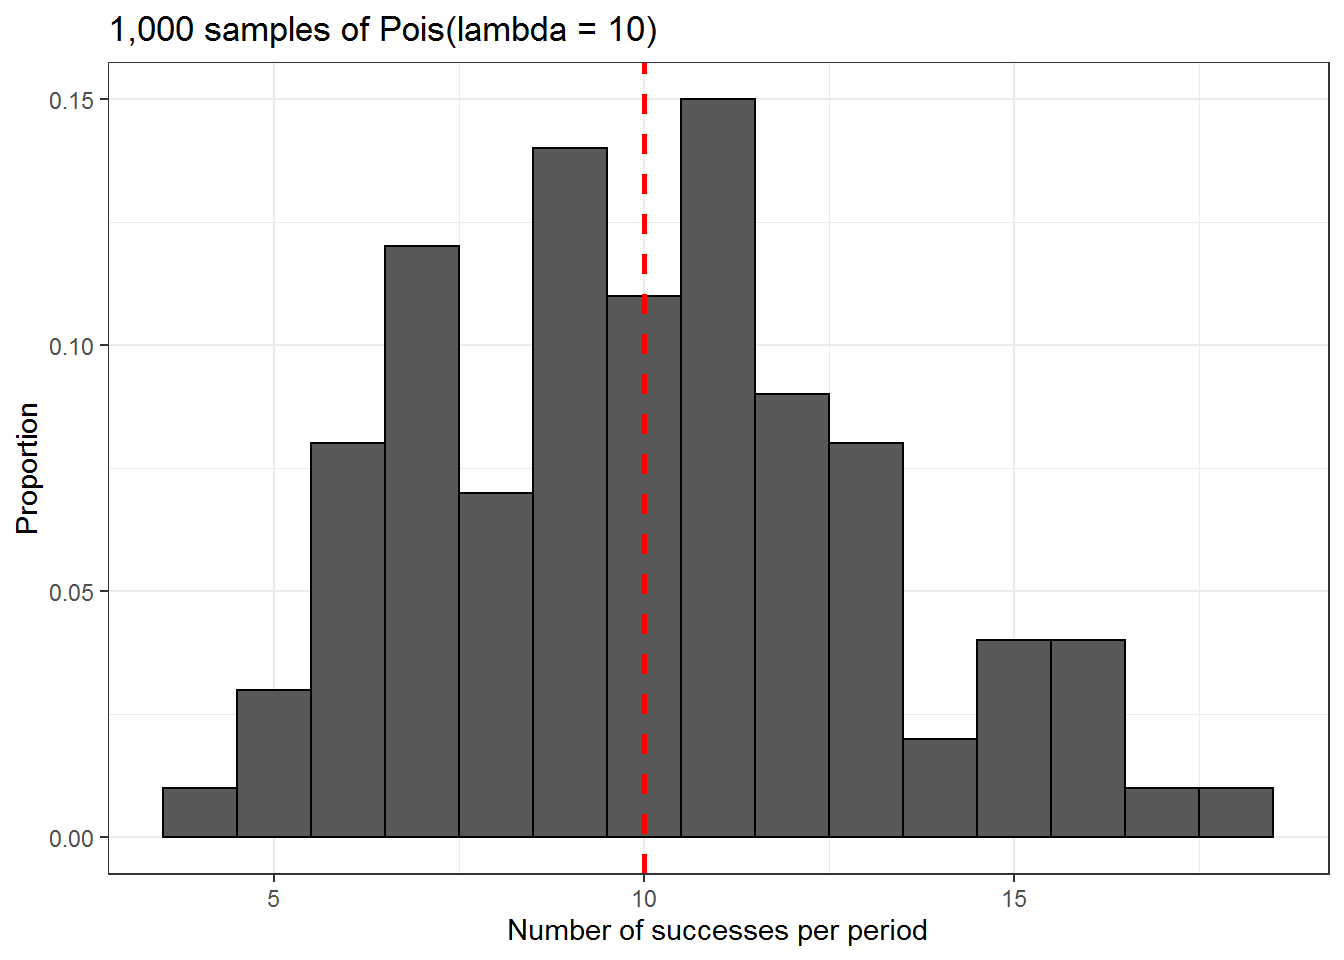 1,000 samples of Pois(lambda = 10)
0.15
0.10
0.05
0.00
Proportion
5 10 15
Number of successes per period